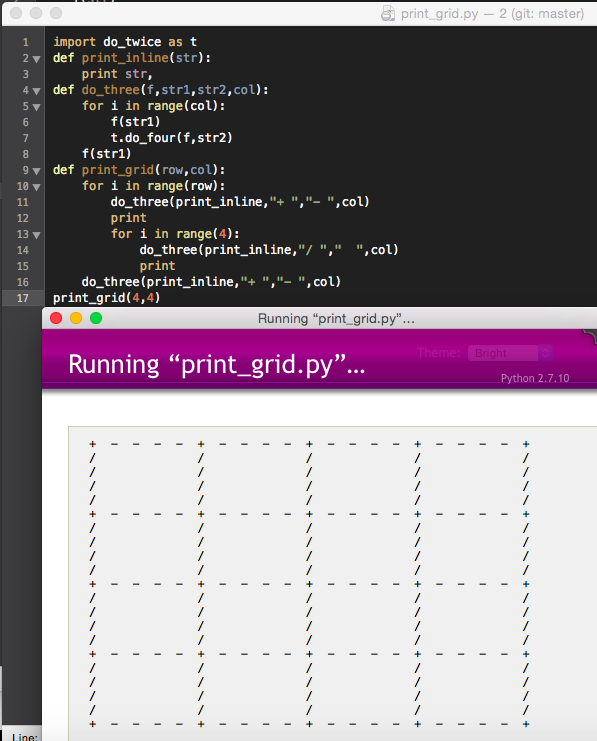 print_grid.py — 2 (git: master)
1 import do_twice as t
2 def print_inline(str):
3     print str,
4 def do_three(f,str1,str2,col):
5     for i in range(col):
6         f(str1)
7         t.do_four(f,str2)
8     f(str1)
9 def print_grid(row,col):
10     for i in range(row):
11         do_three(print_inline,"+ ","- ",col)
12         print
13         for i in range(4):
14             do_three(print_inline,"/ ","  ",col)
15             print
16     do_three(print_inline,"+ ","- ",col)
17 print_grid(4,4)
Running “print_grid.py”...
Theme: Bright
Running “print_grid.py”...
Python 2.7.10
+ - - - - + - - - - + - - - - + - - - - +
/         /         /         /         /
/         /         /         /         /
/         /         /         /         /
/         /         /         /         /
+ - - - - + - - - - + - - - - + - - - - +
/         /         /         /         /
/         /         /         /         /
/         /         /         /         /
/         /         /         /         /
+ - - - - + - - - - + - - - - + - - - - +
/         /         /         /         /
/         /         /         /         /
/         /         /         /         /
/         /         /         /         /
+ - - - - + - - - - + - - - - + - - - - +
/         /         /         /         /
/         /         /         /         /
/         /         /         /         /
/         /         /         /         /
+ - - - - + - - - - + - - - - + - - - - +
Line: